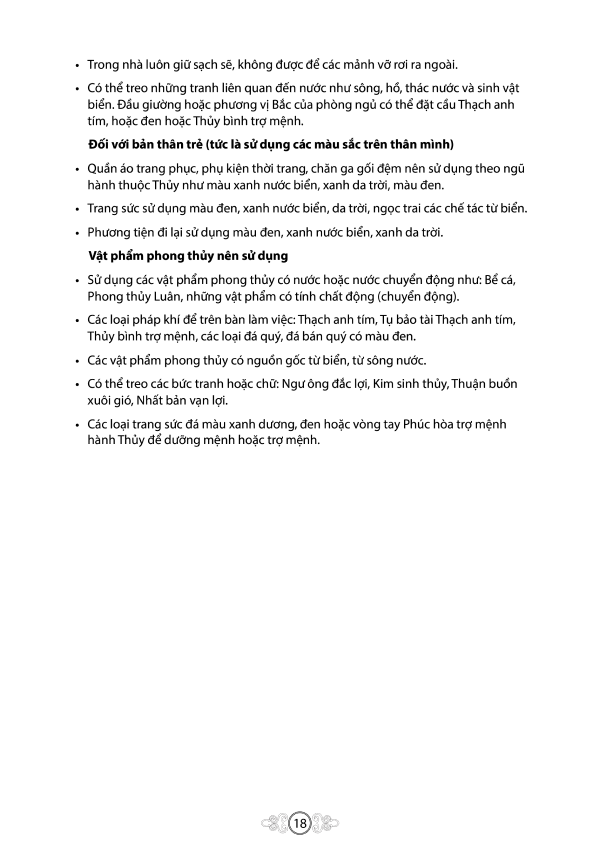 • Trong nhà luôn giữ sạch sẽ, không được để các mảnh vỡ rơi ra ngoài.
• Có thể treo những tranh liên quan đến nước như sông, hồ, thác nước và sinh vật
biển. Đầu giường hoặc phương vị Bắc của phòng ngủ có thể đặt cầu Thạch anh
tím, hoặc đen hoặc Thủy bình trợ mệnh.
Đối với bản thân trẻ (tức là sử dụng các màu sắc trên thân mình)
• Quần áo trang phục, phụ kiện thời trang, chăn ga gối đệm nên sử dụng theo ngũ
hành thuộc Thủy như màu xanh nước biển, xanh da trời, màu đen.
• Trang sức sử dụng màu đen, xanh nước biển, da trời, ngọc trai các chế tác từ biển.
• Phương tiện đi lại sử dụng màu đen, xanh nước biển, xanh da trời.
Vật phẩm phong thủy nên sử dụng
• Sử dụng các vật phẩm phong thủy có nước hoặc nước chuyển động như: Bể cá,
Phong thủy Luân, những vật phẩm có tính chất động (chuyển động).
• Các loại pháp khí để trên bàn làm việc: Thạch anh tím, Tụ bảo tài Thạch anh tím,
Thủy bình trợ mệnh, các loại đá quý, đá bán quý có màu đen.
• Các vật phẩm phong thủy có nguồn gốc từ biển, từ sông nước.
• Có thể treo các bức tranh hoặc chữ: Ngư ông đắc lợi, Kim sinh thủy, Thuận buồn
xuôi gió, Nhất bản vạn lợi.
• Các loại trang sức đá màu xanh dương, đen hoặc vòng tay Phúc hòa trợ mệnh
hành Thủy để dưỡng mệnh hoặc trợ mệnh.
18